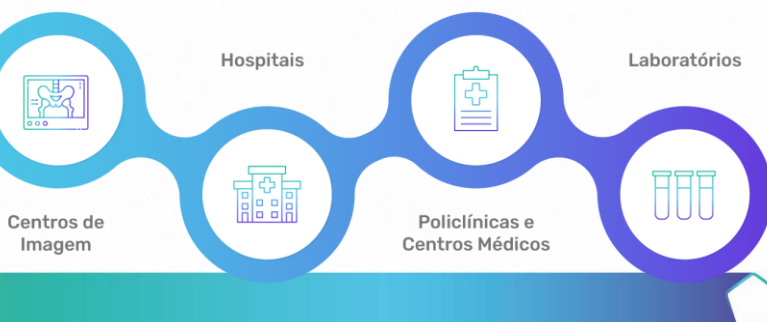 Hospitais
Laboratórios
Centros de
Imagem
Policlínicas e
Centros Médicos